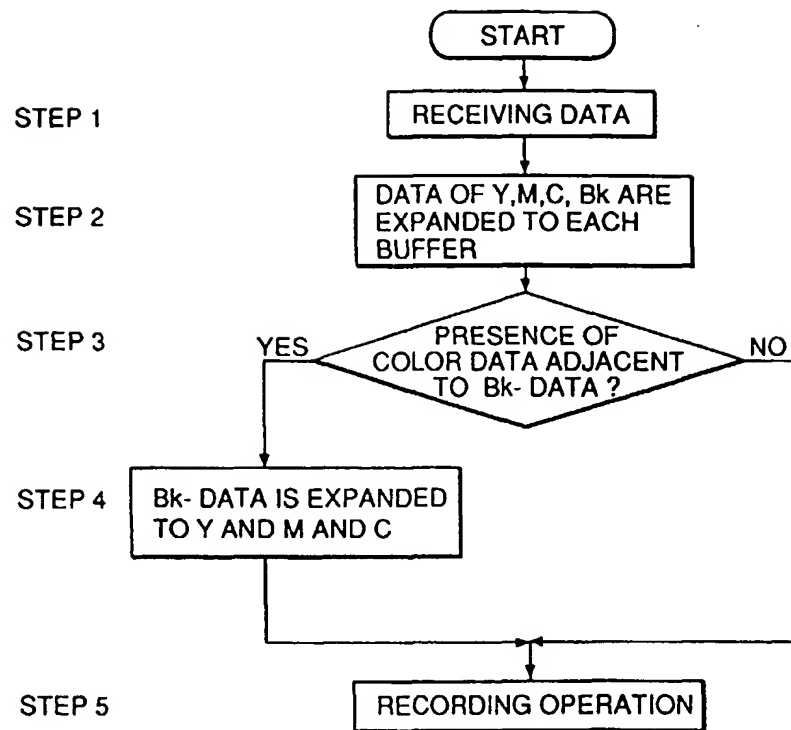 START
STEP 1
RECEIVING DATA
STEP 2
DATA OF Y,M,C, Bk ARE
EXPANDED TO EACH
BUFFER
STEP 3
YES
PRESENCE OF
COLOR DATA ADJACENT
TO Bk- DATA ?
NO
STEP 4
Bk- DATA IS EXPANDED
TO Y AND M AND C
STEP 5
RECORDING OPERATION